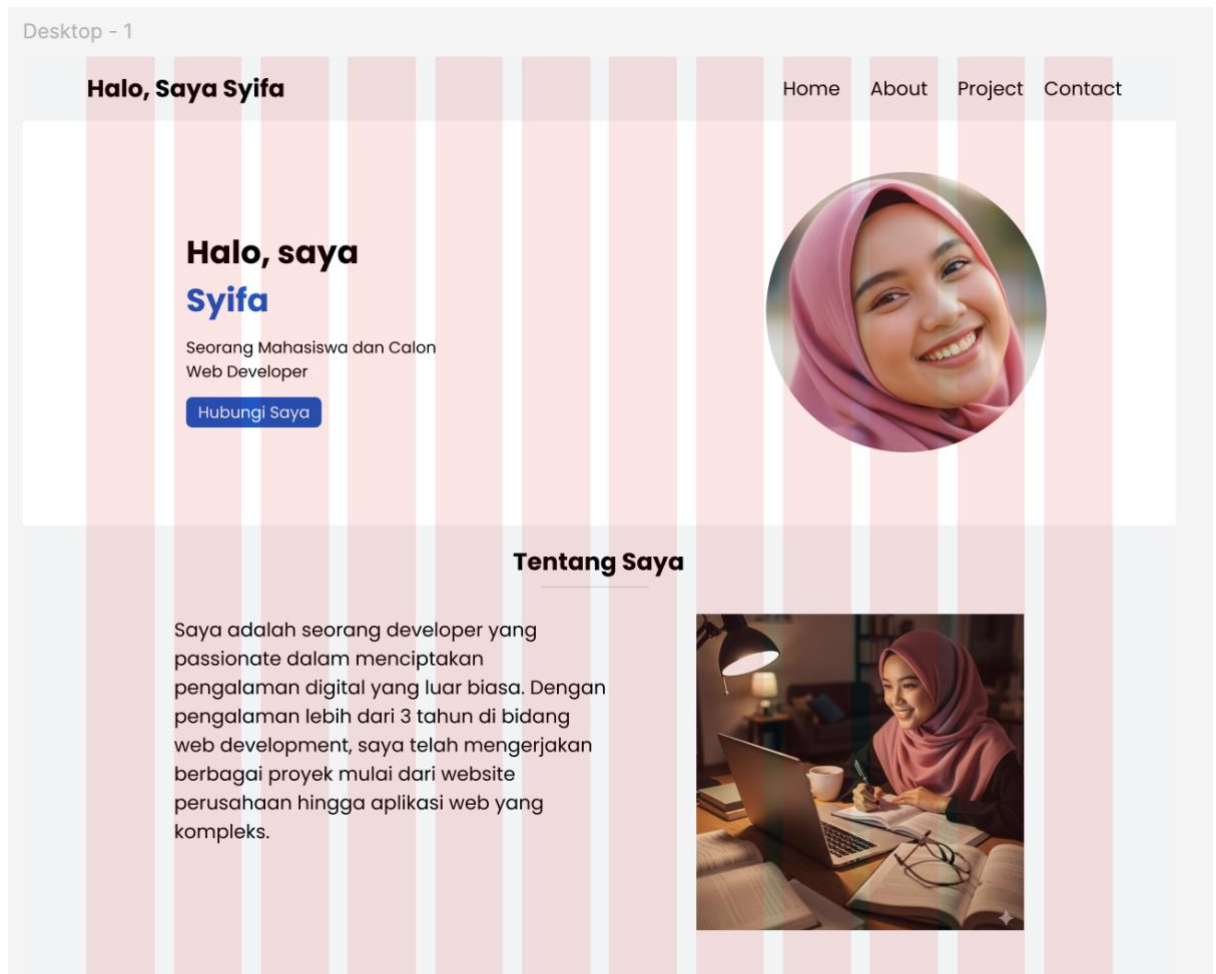 Desktop - 1
Halo, Saya Syifa
Home About Project Contact
Halo, saya
Syifa
Seorang Mahasiswa dan Calon
Web Developer
Hubungi Saya
Tentang Saya
Saya adalah seorang developer yang
passionate dalam menciptakan
pengalaman digital yang luar biasa. Dengan
pengalaman lebih dari 3 tahun di bidang
web development, saya telah mengerjakan
berbagai proyek mulai dari website
perusahaan hingga aplikasi web yang
kompleks.